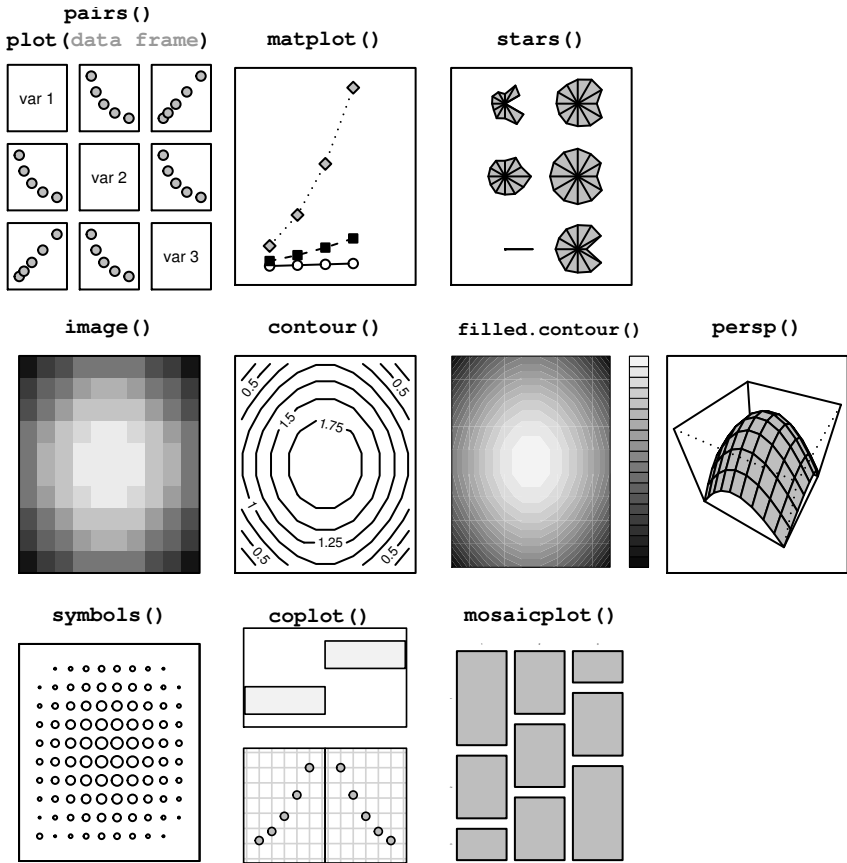 pairs()
plot(data frame)
matplot()
stars()
var 1
var 2
var 3
image()
contour()
filled.contour()
persp()
0.5
0.5
1.5
1.75
1
1.25
0.5
0.5
symbols()
coplot()
mosaicplot()